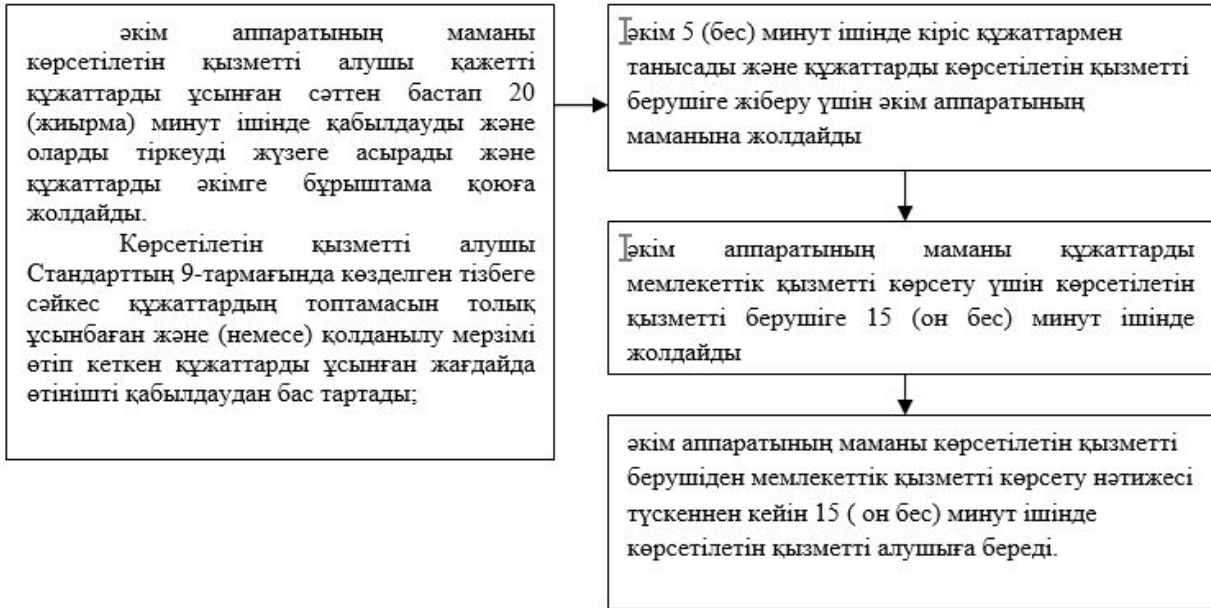 әкім аппаратының маманы
көрсетілетін қызметті алушы қажетті
құжаттарды ұсынған сәттен бастап 20
(жиырма) минут ішінде қабылдауды және
оларды тіркеуді жүзеге асырады және
құжаттарды әкімге бұрыштама қоюға
жолдайды.
Көрсетілетін қызметті алушы
Стандарттың 9-тармағында көзделген тізбеге
сәйкес құжаттардың топтамасын толық
ұсынбаған және (немесе) қолданылу мерзімі
өтіп кеткен құжаттарды ұсынған жағдайда
өтінішті қабылдаудан бас тартады;
әкім 5 (бес) минут ішінде кіріс құжаттармен
танысады және құжаттарды көрсетілетін қызметті
берушіге жіберу үшін әкім аппаратының
маманына жолдайды
әкім аппаратының маманы құжаттарды
мемлекеттік қызметті көрсету үшін көрсетілетін
қызметті берушіге 15 (он бес) минут ішінде
жолдайды
әкім аппаратының маманы көрсетілетін қызметті
берушіден мемлекеттік қызметті көрсету нәтижесі
түскеннен кейін 15 ( он бес) минут ішінде
көрсетілетін қызметті алушыға береді.